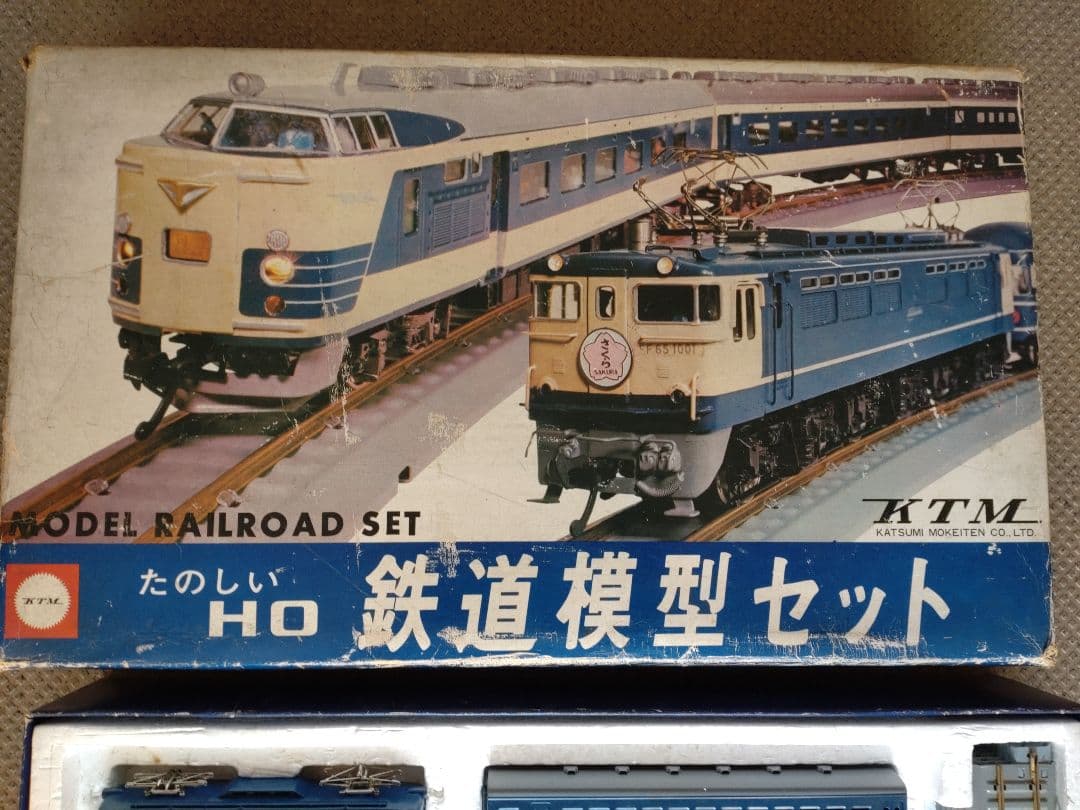 さくら
SAKURA
EF65 1001
MODEL RAILROAD SET
KTM
KATSUMI MOKEITEN CO., LTD.
KTM
たのしい
HO 鉄道模型セット